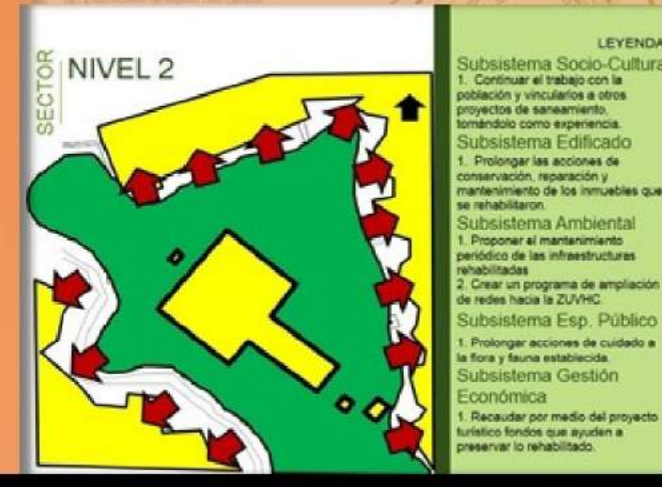 SECTOR
NIVEL 2
LEYENDA
Subsistema Socio-Cultura
1. Continuar el trabajo con la
población y vincularlos a otros
proyectos de saneamiento,
tomándolo como experiencia.
Subsistema Edificado
1. Prolongar las acciones de
conservación, reparación y
mantenimiento de los inmuebles que
se rehabilitaron.
Subsistema Ambiental
1. Proponer el mantenimiento
periódico de las infraestructuras
rehabilitadas
2. Crear un programa de ampliación
de redes hacia la ZUVHC.
Subsistema Esp. Público
1. Prolongar acciones de cuidado a
la flora y fauna establecida.
Subsistema Gestión
Económica
1. Recaudar por medio del proyecto
turístico fondos que ayuden a
preservar lo rehabilitado.